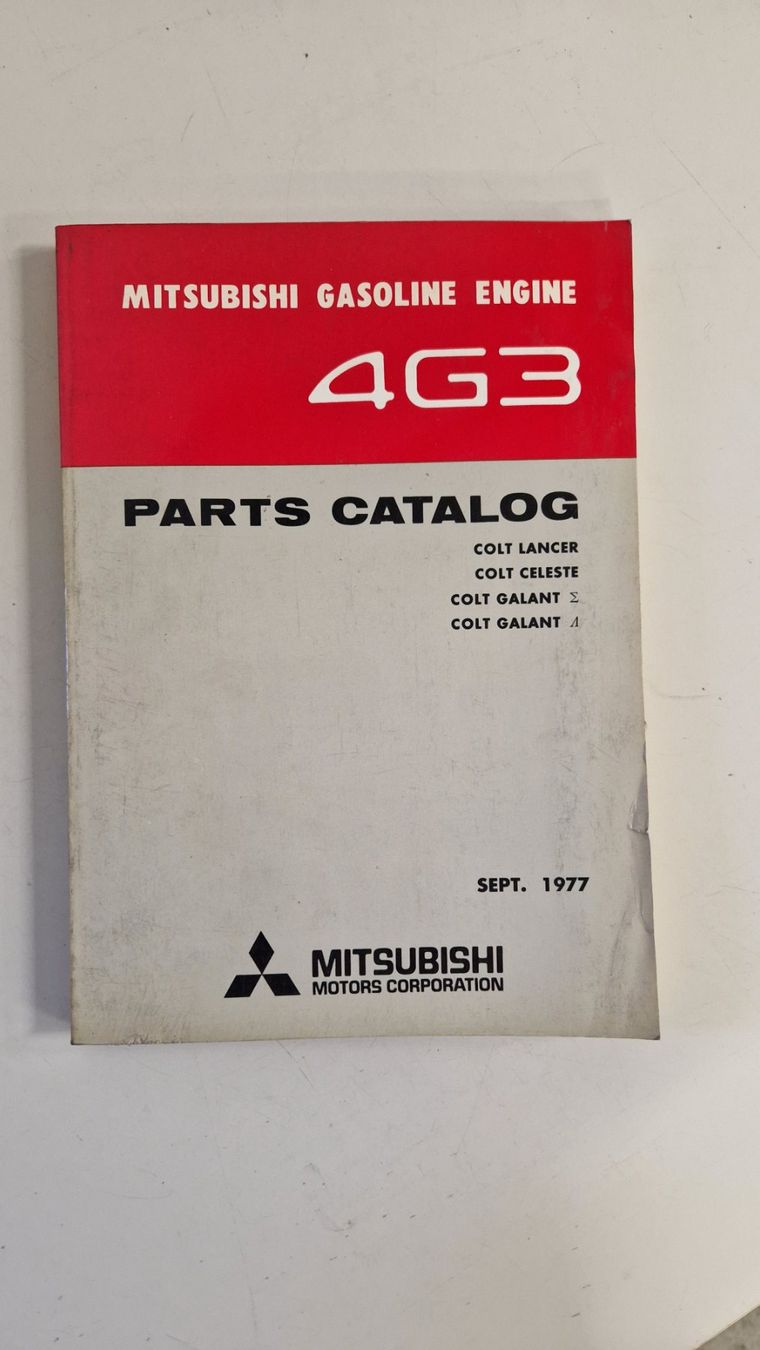 MITSUBISHI GASOLINE ENGINE
4G3
PARTS CATALOG
COLT LANCER
COLT CELESTE
COLT GALANT Σ
COLT GALANT Λ
SEPT. 1977
MITSUBISHI
MOTORS CORPORATION